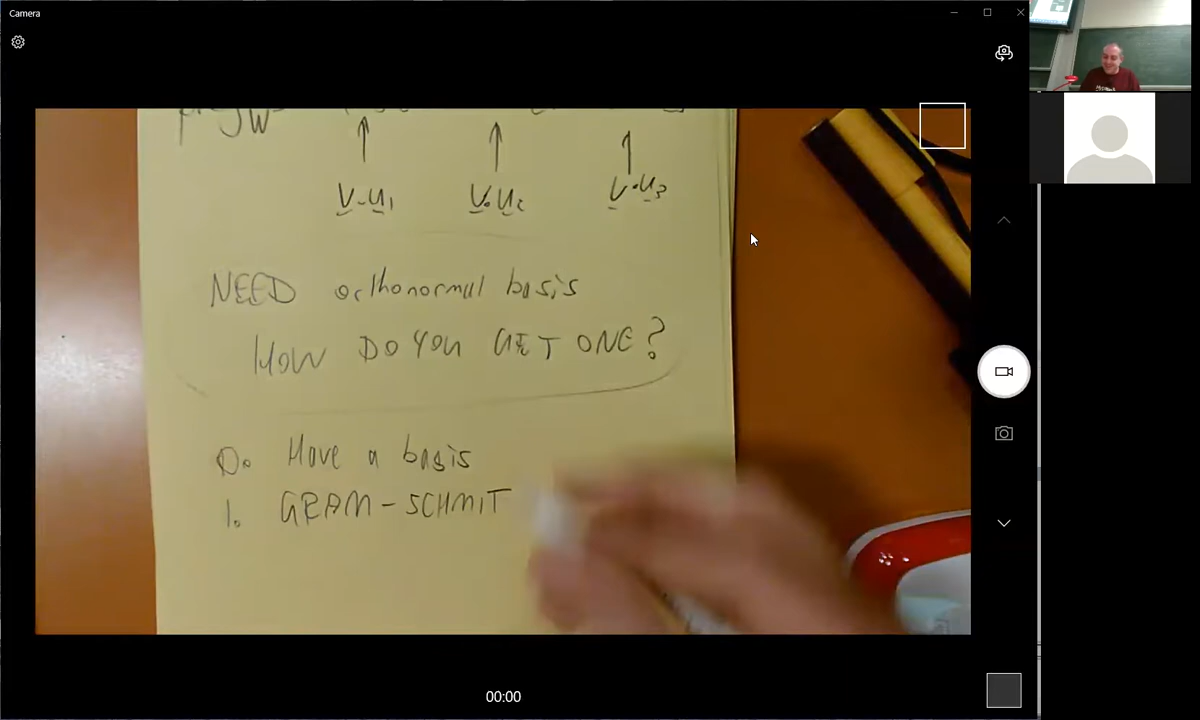 Camera
projW
V·U1 V·U2 V·U3
NEED orthonormal basis
HOW DO YOU GET ONE?
0. Have a basis
1. GRAM-SCHMIT
00:00